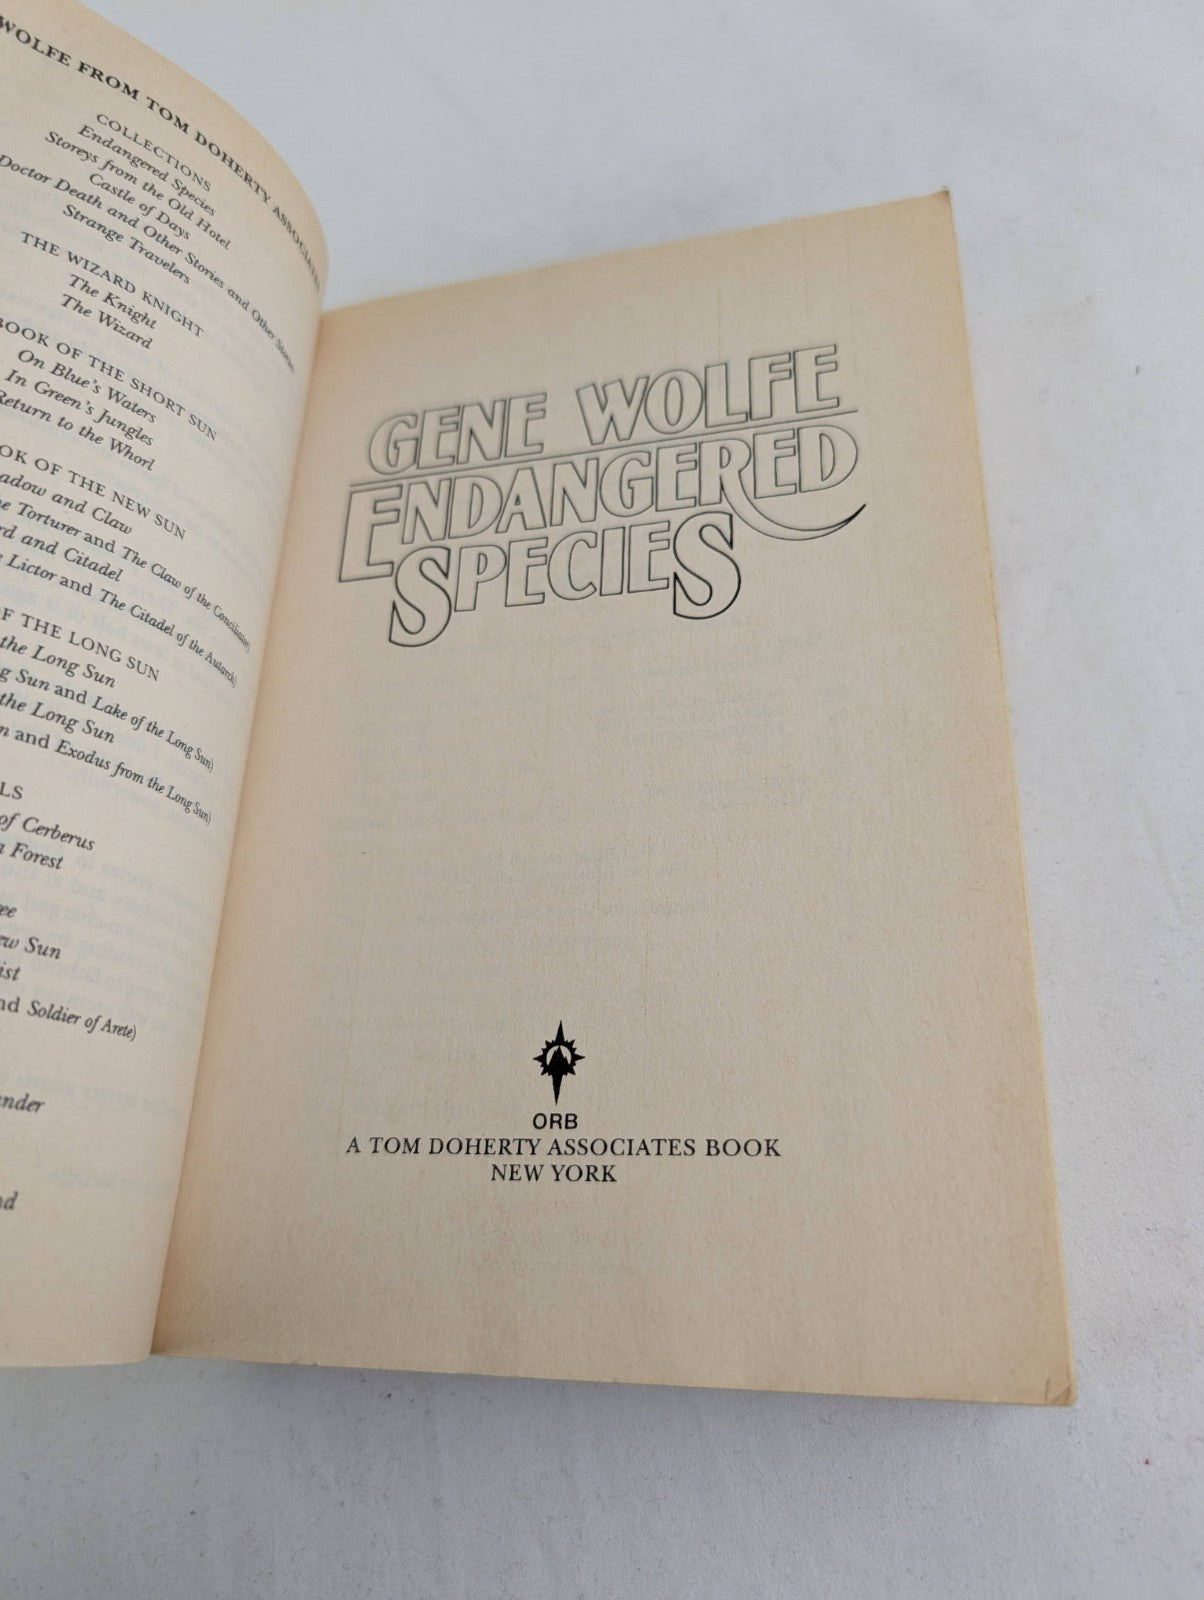 WOLFE FROM TOM DOHERTY ASSOCIATES
COLLECTIONS
Endangered Species
Storeys from the Old Hotel
Castle of Days
Doctor Death and Other Stories and Other Stories
Strange Travelers
THE WIZARD KNIGHT
The Knight
The Wizard
BOOK OF THE SHORT SUN
On Blue's Waters
In Green's Jungles
Return to the Whorl
OK OF THE NEW SUN
adow and Claw
he Torturer and The Claw of the Conciliator)
rd and Citadel
e Lictor and The Citadel of the Autarch)
OF THE LONG SUN
the Long Sun
g Sun and Lake of the Long Sun)
the Long Sun
n and Exodus from the Long Sun)
LS
of Cerberus
a Forest
ee
ew Sun
ist
nd Soldier of Arete)
ander
nd
GENE WOLFE
ENDANGERED
SPECIES
ORB
A TOM DOHERTY ASSOCIATES BOOK
NEW YORK